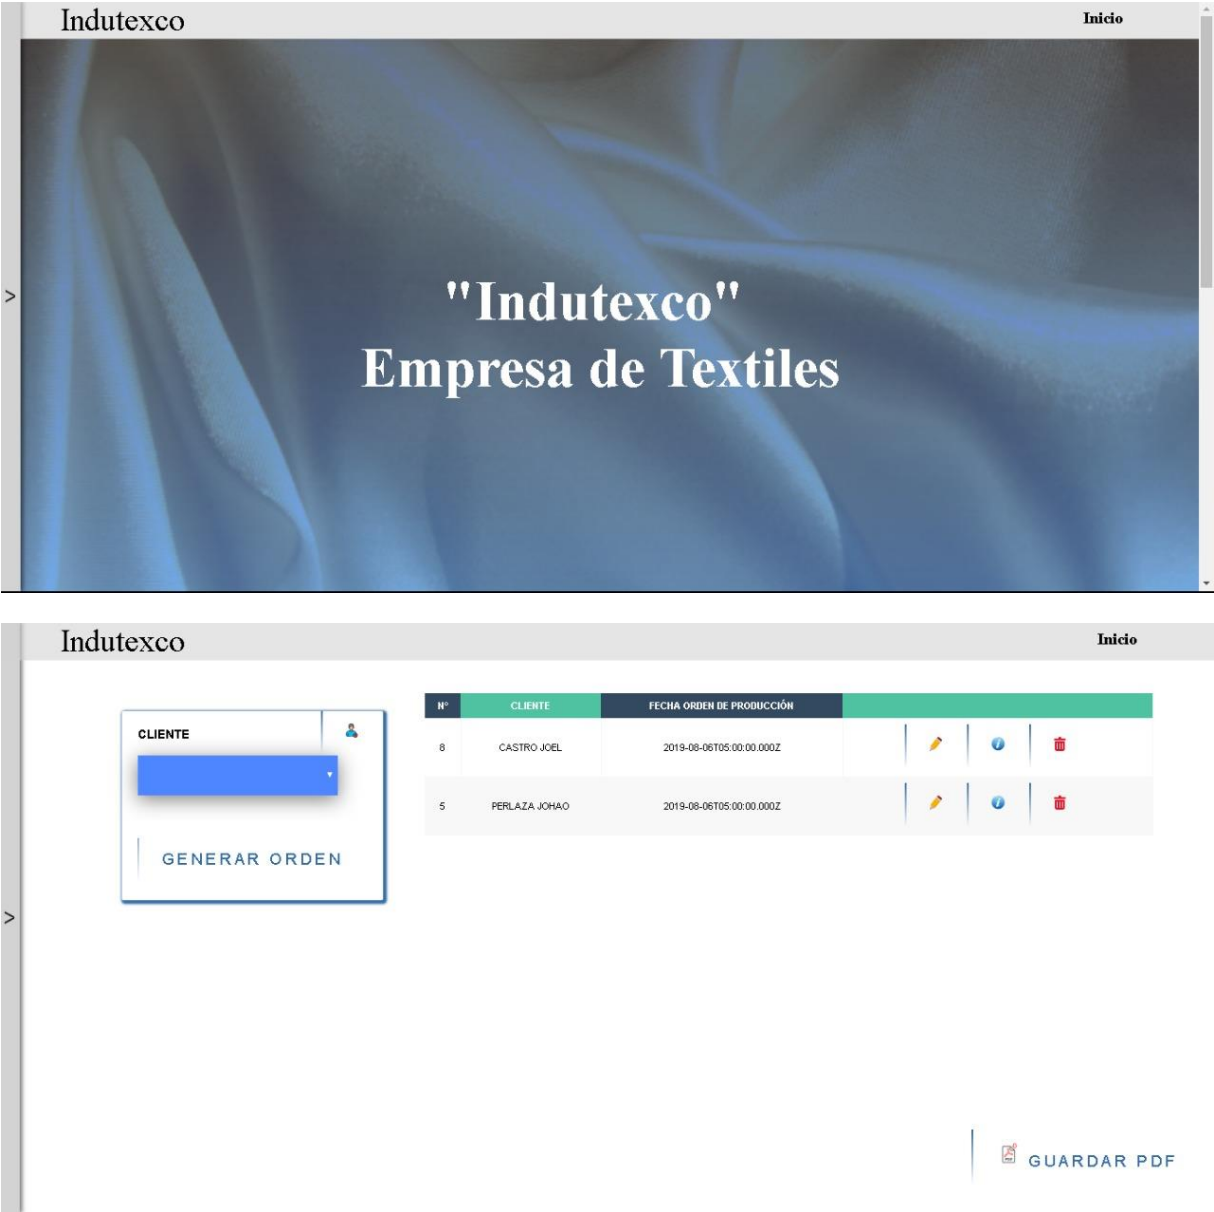 Indutexco Inicio
>
"Indutexco"
Empresa de Textiles
Indutexco Inicio
CLIENTE
GENERAR ORDEN
N° CLIENTE FECHA ORDEN DE PRODUCCIÓN
8 CASTRO JOEL 2019-08-06T05:00:00.000Z
5 PERLAZA JOHAO 2019-08-06T05:00:00.000Z
>
GUARDAR PDF